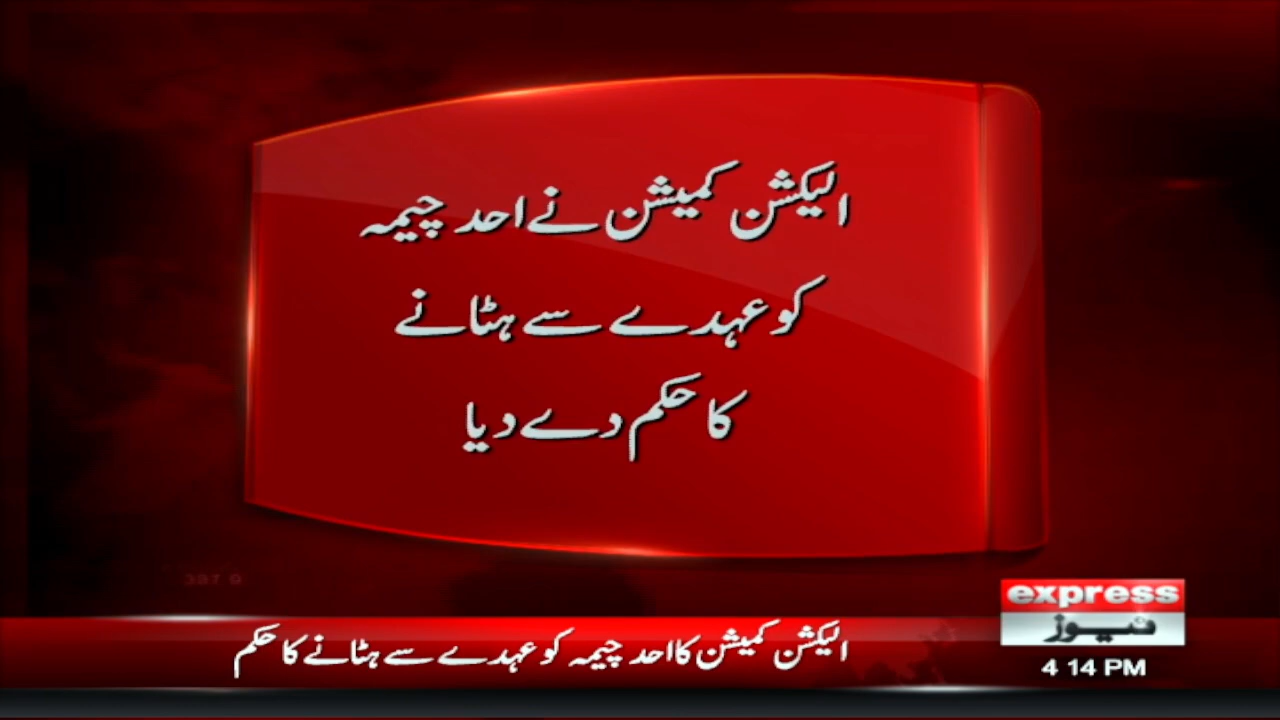 الیکشن کمیشن نے احد چیمہ
کو عہدے سے ہٹانے
کا حکم دے دیا
الیکشن کمیشن کا احد چیمہ کو عہدے سے ہٹانے کا حکم
express
نیوز
4 14 PM